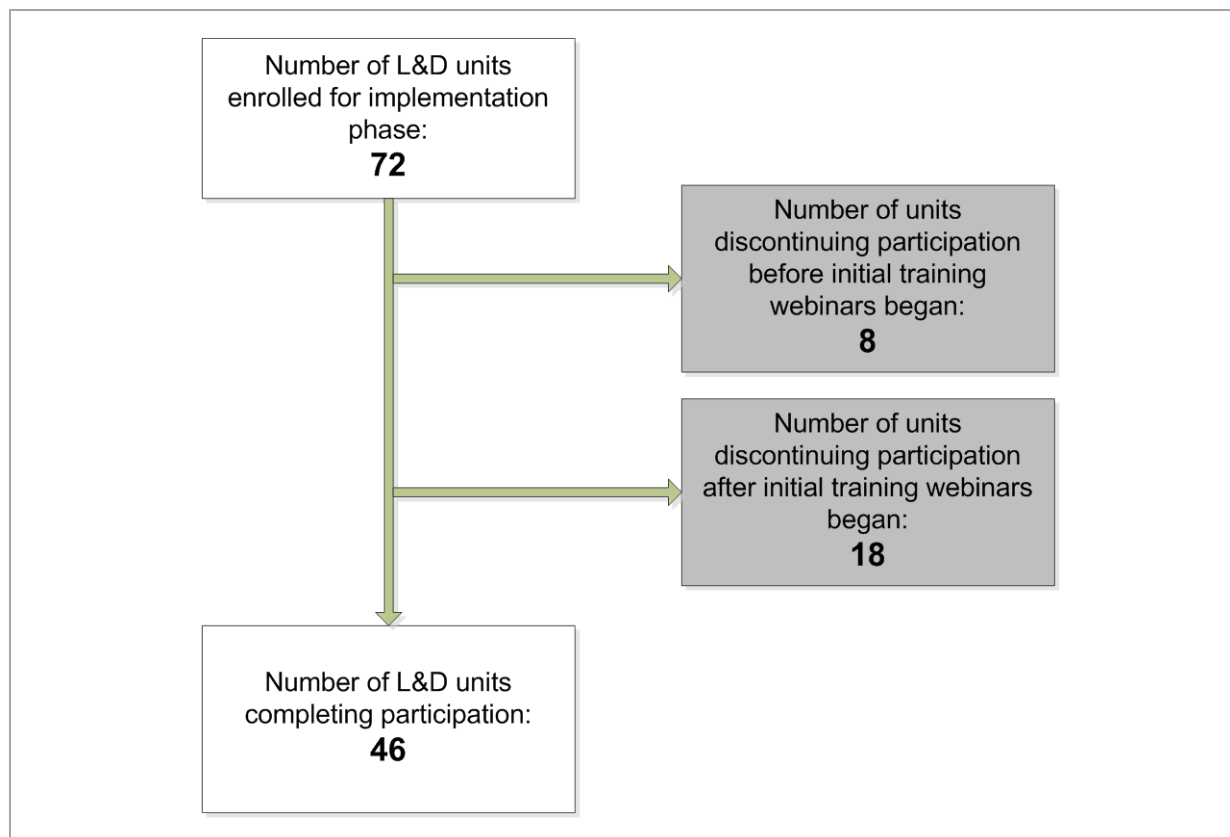 Number of L&D units
enrolled for implementation
phase:
72
Number of units
discontinuing participation
before initial training
webinars began:
8
Number of units
discontinuing participation
after initial training webinars
began:
18
Number of L&D units
completing participation:
46